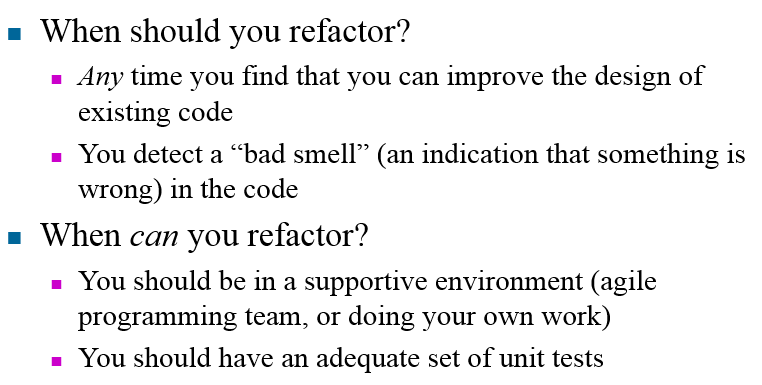 When should you refactor?
Any time you find that you can improve the design of
existing code
You detect a “bad smell” (an indication that something is
wrong) in the code
When can you refactor?
You should be in a supportive environment (agile
programming team, or doing your own work)
You should have an adequate set of unit tests